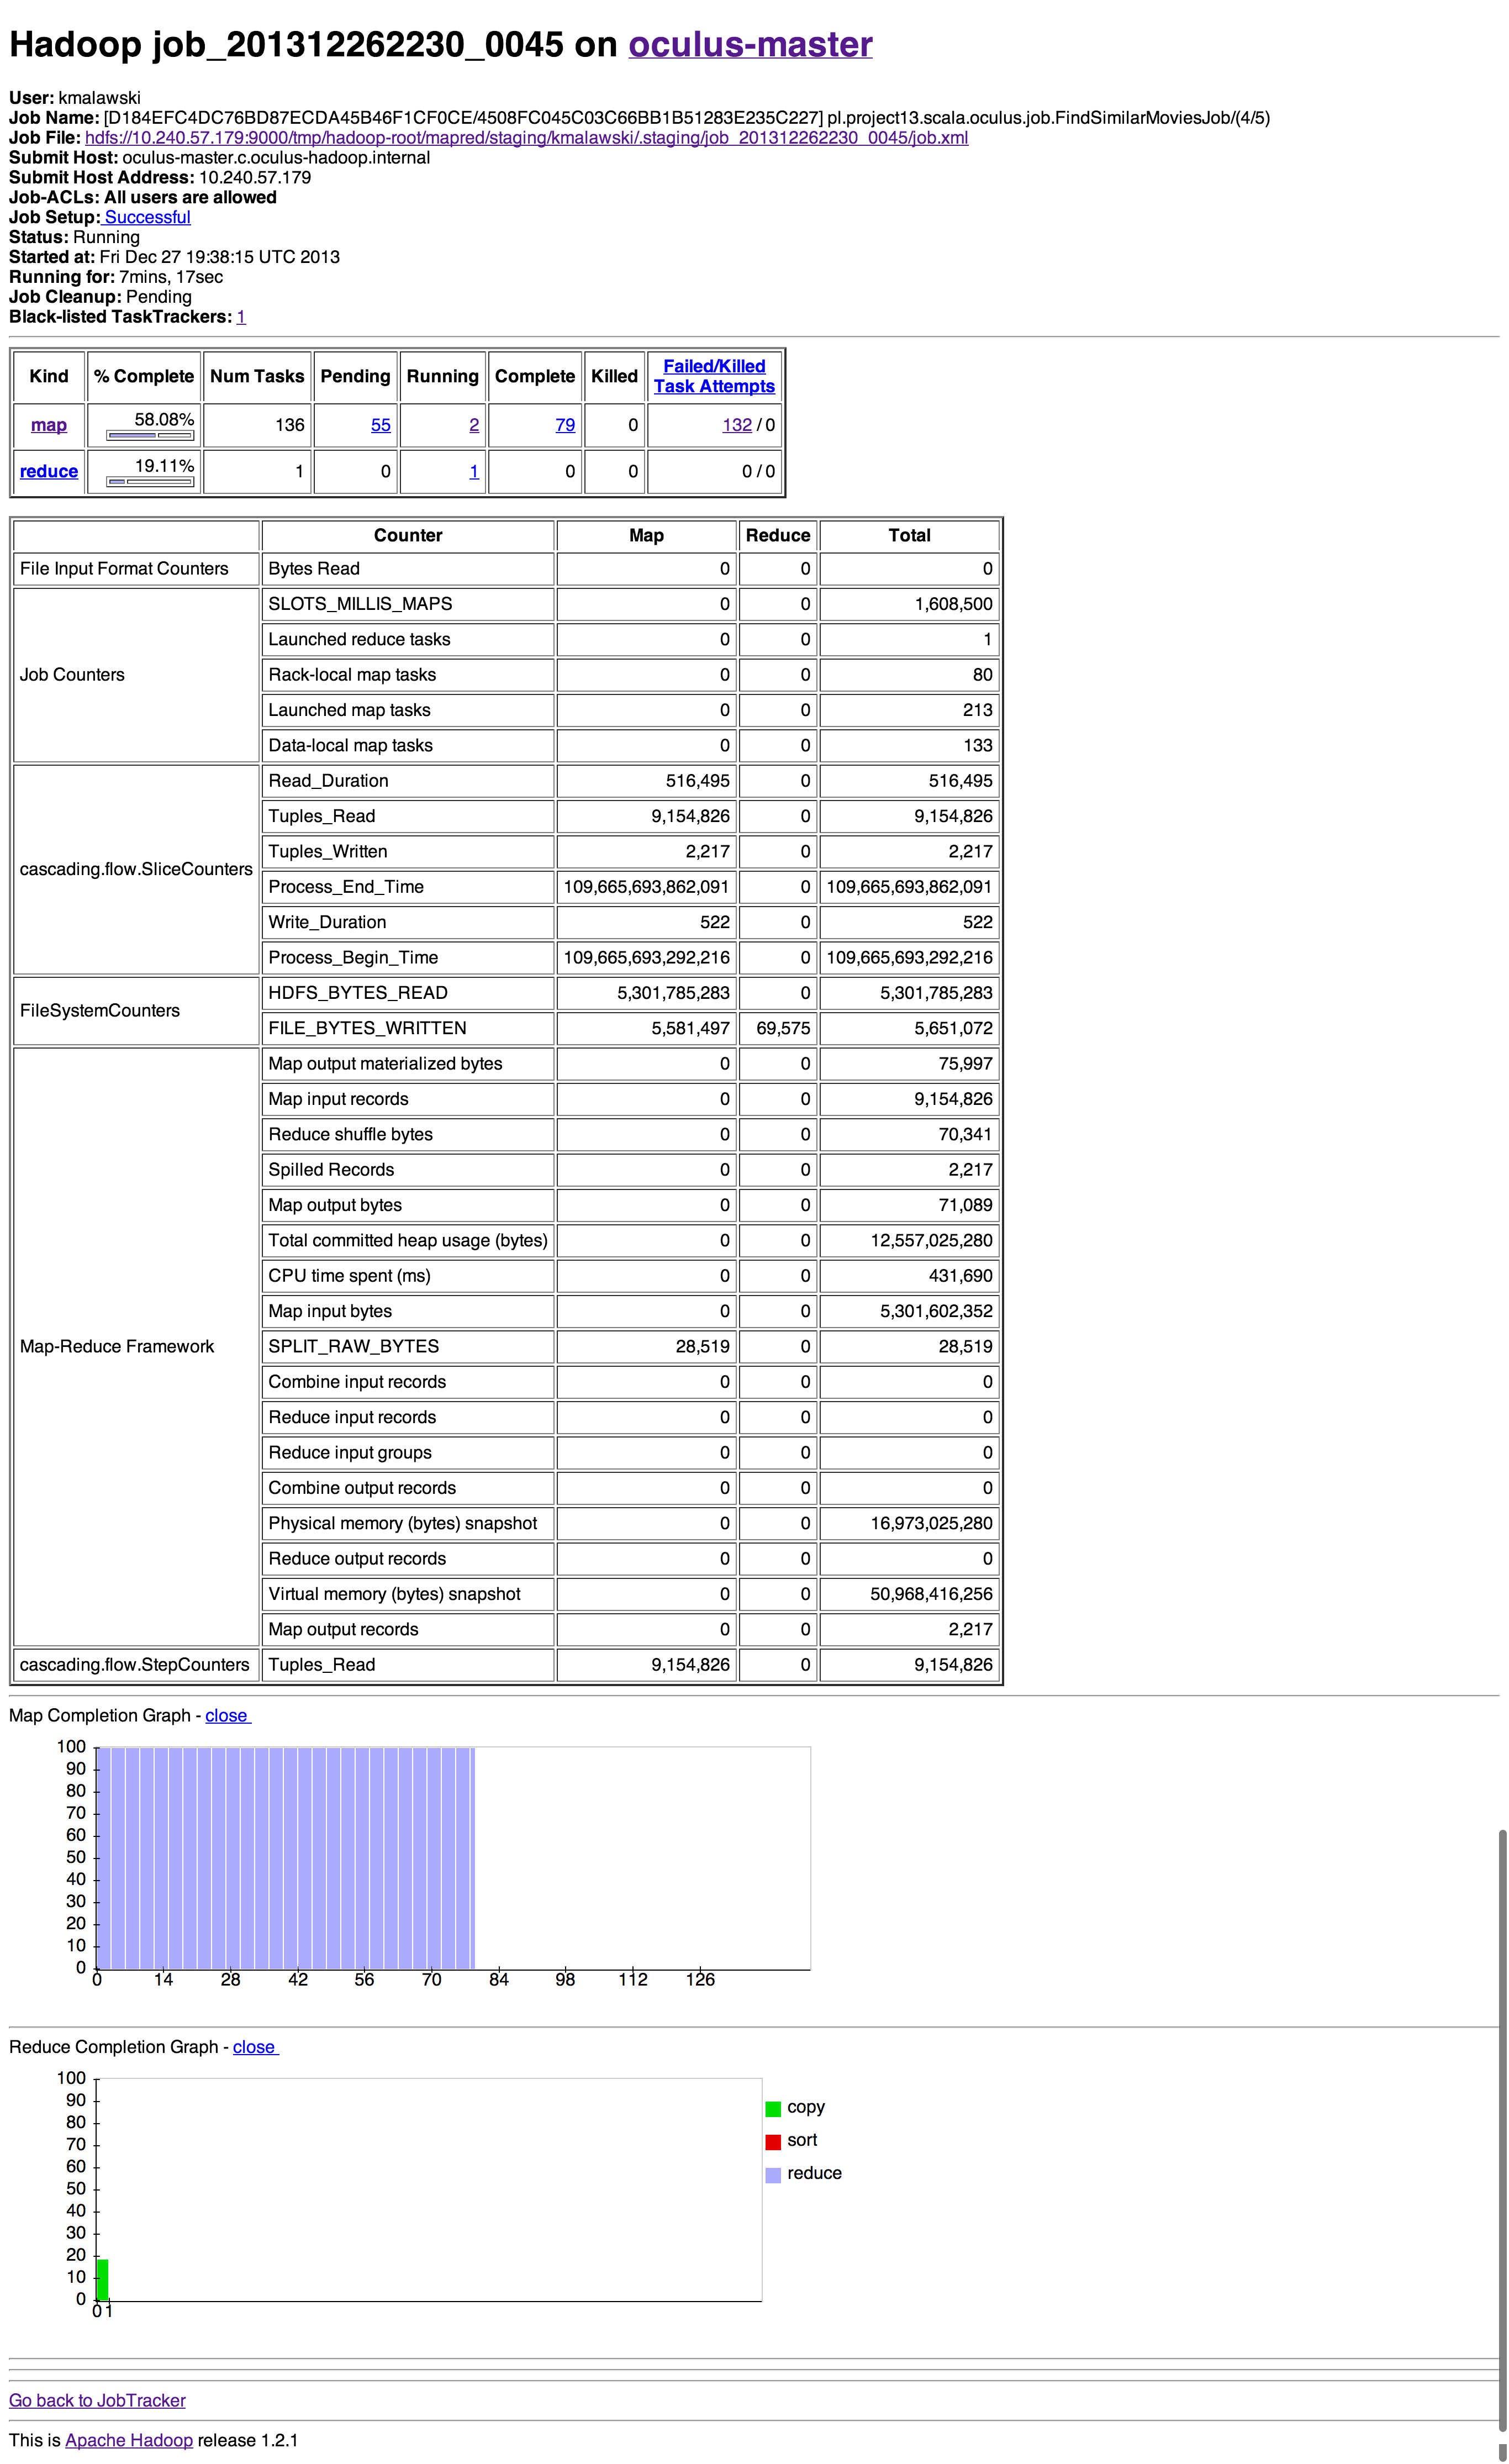 Hadoop job_201312262230_0045 on oculus-master
User: kmalawski
Job Name: [D184EFC4DC76BD87ECDA45B46F1CF0CE/4508FC045C03C66BB1B51283E235C227] pl.project13.scala.oculus.job.FindSimilarMoviesJob/(4/5)
Job File: hdfs://10.240.57.179:9000/tmp/hadoop-root/mapred/staging/kmalawski/.staging/job_201312262230_0045/job.xml
Submit Host: oculus-master.c.oculus-hadoop.internal
Submit Host Address: 10.240.57.179
Job-ACLs: All users are allowed
Job Setup: Successful
Status: Running
Started at: Fri Dec 27 19:38:15 UTC 2013
Running for: 7mins, 17sec
Job Cleanup: Pending
Black-listed TaskTrackers: 1
Kind % Complete Num Tasks Pending Running Complete Killed Failed/Killed Task Attempts
map 58.08% 136 55 2 79 0 132 / 0
reduce 19.11% 1 0 1 0 0 0 / 0
Counter Map Reduce Total
File Input Format Counters Bytes Read 0 0 0
Job Counters SLOTS_MILLIS_MAPS 0 0 1,608,500
Launched reduce tasks 0 0 1
Rack-local map tasks 0 0 80
Launched map tasks 0 0 213
Data-local map tasks 0 0 133
cascading.flow.SliceCounters Read_Duration 516,495 0 516,495
Tuples_Read 9,154,826 0 9,154,826
Tuples_Written 2,217 0 2,217
Process_End_Time 109,665,693,862,091 0 109,665,693,862,091
Write_Duration 522 0 522
Process_Begin_Time 109,665,693,292,216 0 109,665,693,292,216
FileSystemCounters HDFS_BYTES_READ 5,301,785,283 0 5,301,785,283
FILE_BYTES_WRITTEN 5,581,497 69,575 5,651,072
Map-Reduce Framework Map output materialized bytes 0 0 75,997
Map input records 0 0 9,154,826
Reduce shuffle bytes 0 0 70,341
Spilled Records 0 0 2,217
Map output bytes 0 0 71,089
Total committed heap usage (bytes) 0 0 12,557,025,280
CPU time spent (ms) 0 0 431,690
Map input bytes 0 0 5,301,602,352
SPLIT_RAW_BYTES 28,519 0 28,519
Combine input records 0 0 0
Reduce input records 0 0 0
Reduce input groups 0 0 0
Combine output records 0 0 0
Physical memory (bytes) snapshot 0 0 16,973,025,280
Reduce output records 0 0 0
Virtual memory (bytes) snapshot 0 0 50,968,416,256
Map output records 0 0 2,217
cascading.flow.StepCounters Tuples_Read 9,154,826 0 9,154,826
Map Completion Graph - close
100
90
80
70
60
50
40
30
20
10
0
0 14 28 42 56 70 84 98 112 126
Reduce Completion Graph - close
100
90
80
70
60
50
40
30
20
10
0
0 1
copy
sort
reduce
Go back to JobTracker
This is Apache Hadoop release 1.2.1